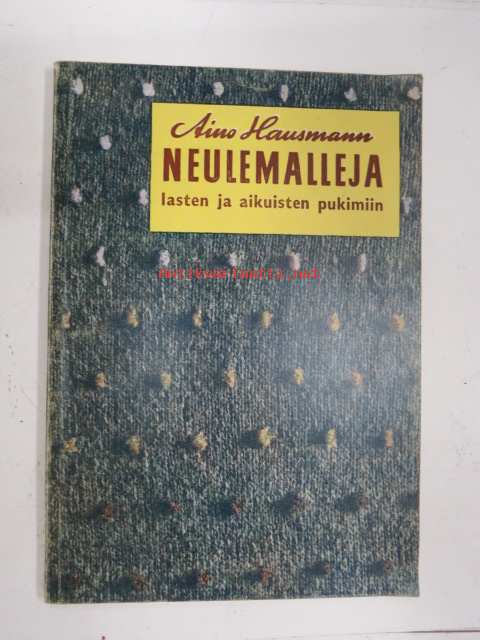 Aino Hausmann
NEULEMALLEJA
lasten ja aikuisten pukimiin